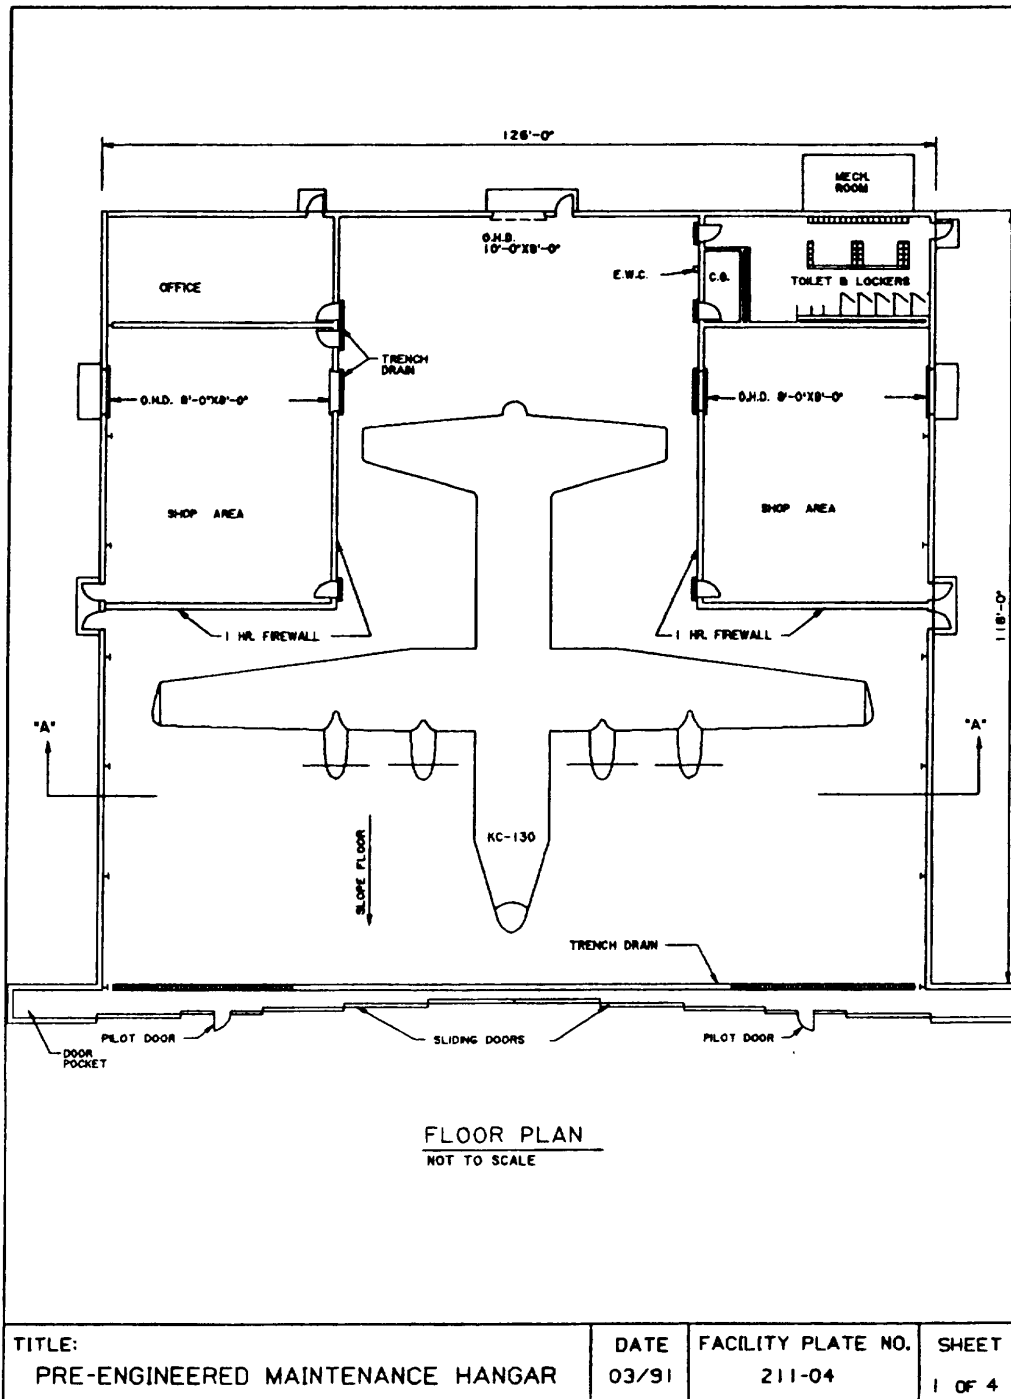 126'-0"
MECH.
ROOM
O.H.D.
10'-0"X8'-0"
E.W.C.
C.G.
TOILET & LOCKERS
OFFICE
TRENCH
DRAIN
O.H.D. 8'-0"X8'-0"
O.H.D. 8'-0"X8'-0"
SHOP AREA
SHOP AREA
118'-0"
1 HR. FIREWALL
1 HR. FIREWALL
"A"
"A"
KC-130
SLOPE FLOOR
TRENCH DRAIN
PILOT DOOR
SLIDING DOORS
PILOT DOOR
DOOR
POCKET
FLOOR PLAN
NOT TO SCALE
TITLE:
PRE-ENGINEERED MAINTENANCE HANGAR
DATE
03/91
FACILITY PLATE NO.
211-04
SHEET
1 OF 4